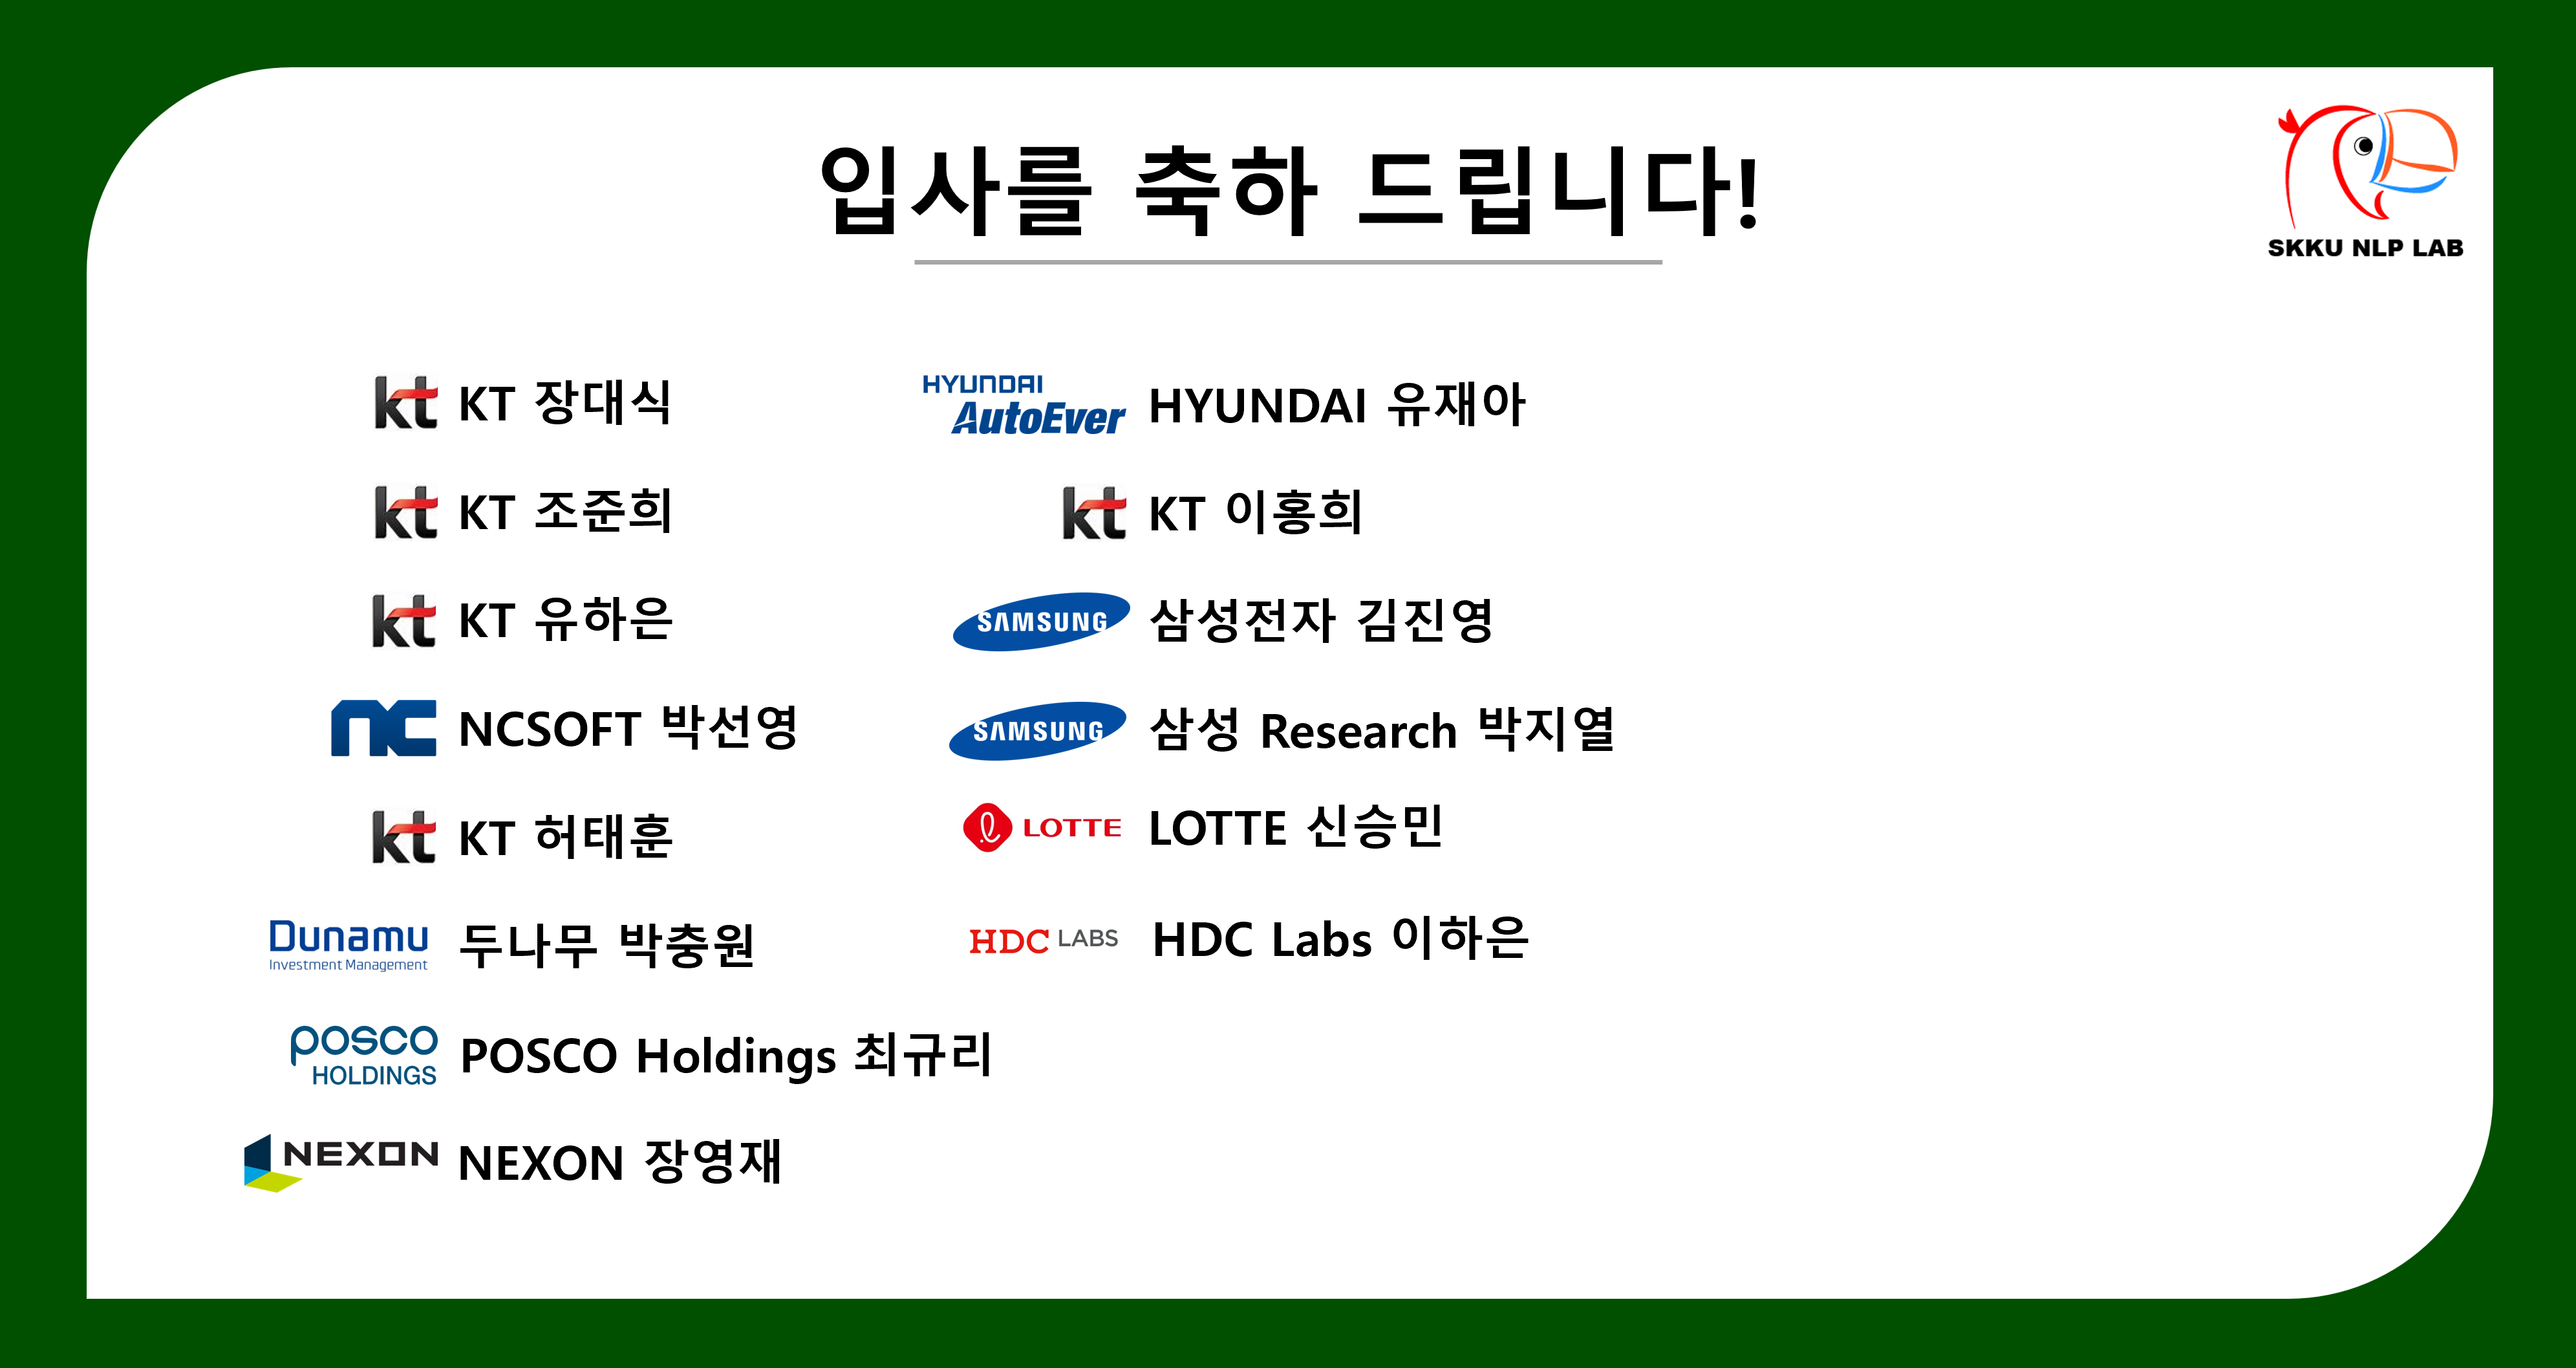 입사를 축하 드립니다!
SKKU NLP LAB
kt KT 장대식
kt KT 조준희
kt KT 유하은
nc NCSOFT 박선영
kt KT 허태훈
Dunamu Investment Management 두나무 박충원
posco HOLDINGS POSCO Holdings 최규리
NEXON NEXON 장영재
HYUNDAI AutoEver HYUNDAI 유재아
kt KT 이홍희
SAMSUNG 삼성전자 김진영
SAMSUNG 삼성 Research 박지열
LOTTE LOTTE 신승민
HDC LABS HDC Labs 이하은